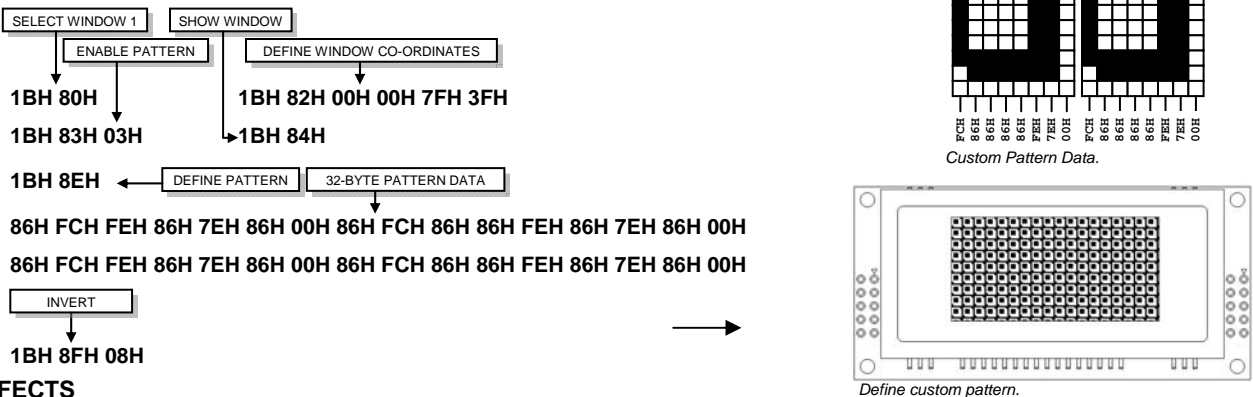 SELECT WINDOW 1 SHOW WINDOW
ENABLE PATTERN DEFINE WINDOW CO-ORDINATES
1BH 80H 1BH 82H 00H 00H 7FH 3FH
1BH 83H 03H 1BH 84H
1BH 8EH DEFINE PATTERN 32-BYTE PATTERN DATA
86H FCH FEH 86H 7EH 86H 00H 86H FCH 86H 86H FEH 86H 7EH 86H 00H
86H FCH FEH 86H 7EH 86H 00H 86H FCH 86H 86H FEH 86H 7EH 86H 00H
INVERT
1BH 8FH 08H
FECTS
FCH 86H 86H 86H 86H FEH 7EH 00H FCH 86H 86H 86H 86H FEH 7EH 00H
Custom Pattern Data.
Define custom pattern.